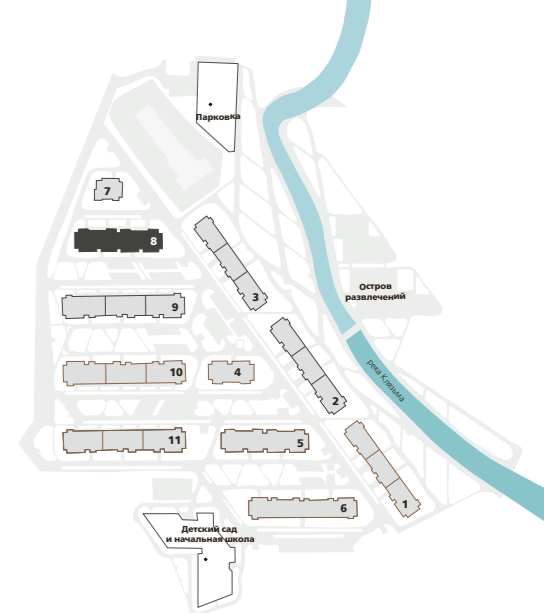 Парковка
7
8
3
9
Остров
развлечений
10
4
2
река Клязьма
11
5
1
6
Детский сад
и начальная школа